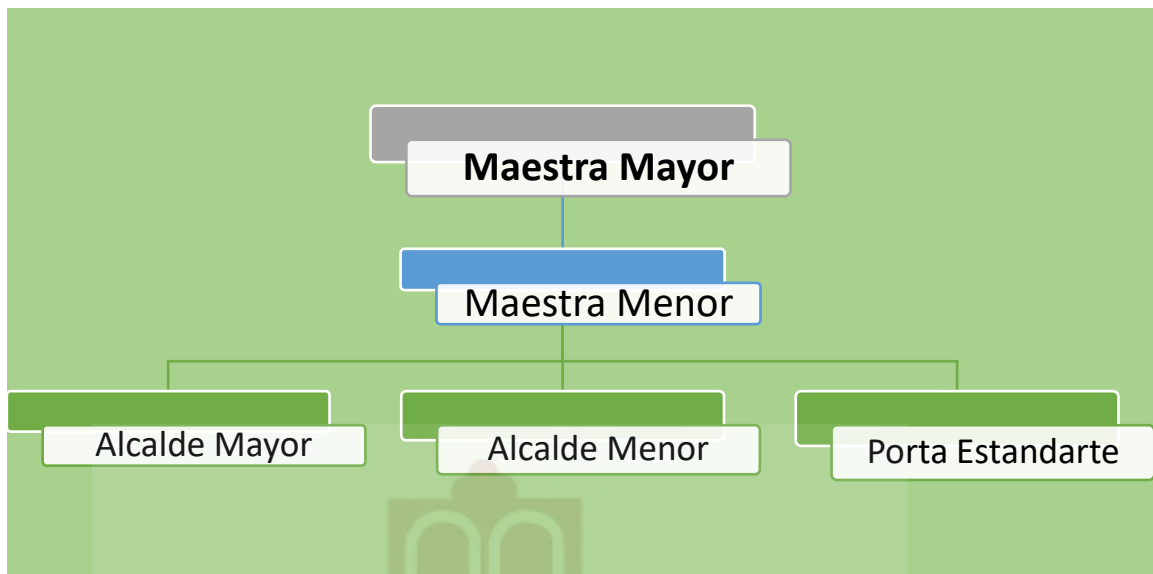 Maestra Mayor
Maestra Menor
Alcalde Mayor
Alcalde Menor
Porta Estandarte